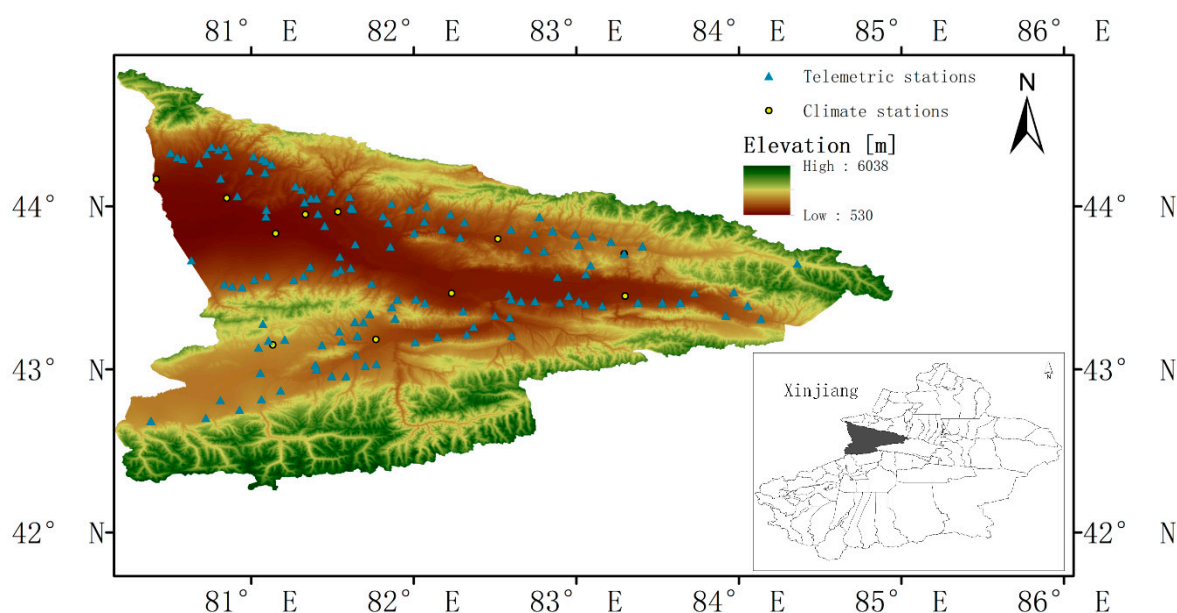 81° E 82° E 83° E 84° E 85° E 86° E
Telemetric stations
Climate stations
N
Elevation [m]
High : 6038
Low : 530
44° N 44° N
43° N 43° N
Xinjiang
N
42° N 42° N
81° E 82° E 83° E 84° E 85° E 86° E